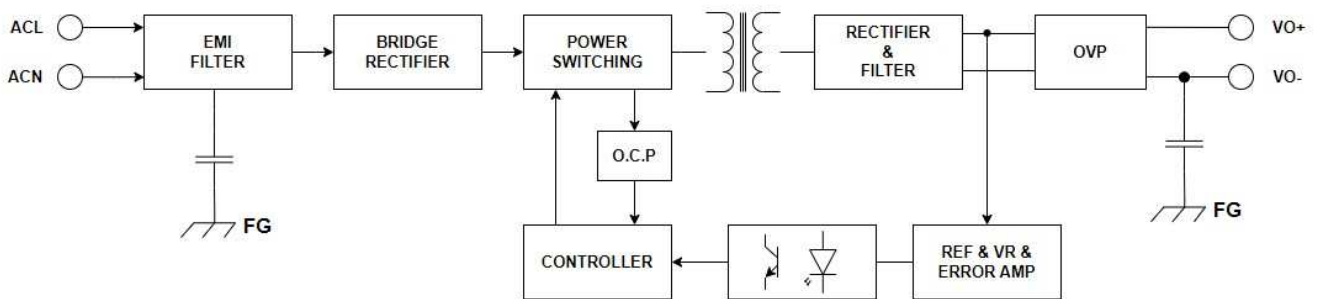 ACL
ACN
EMI
FILTER
BRIDGE
RECTIFIER
POWER
SWITCHING
RECTIFIER
&
FILTER
OVP
VO+
VO-
O.C.P
FG
FG
CONTROLLER
REF & VR &
ERROR AMP